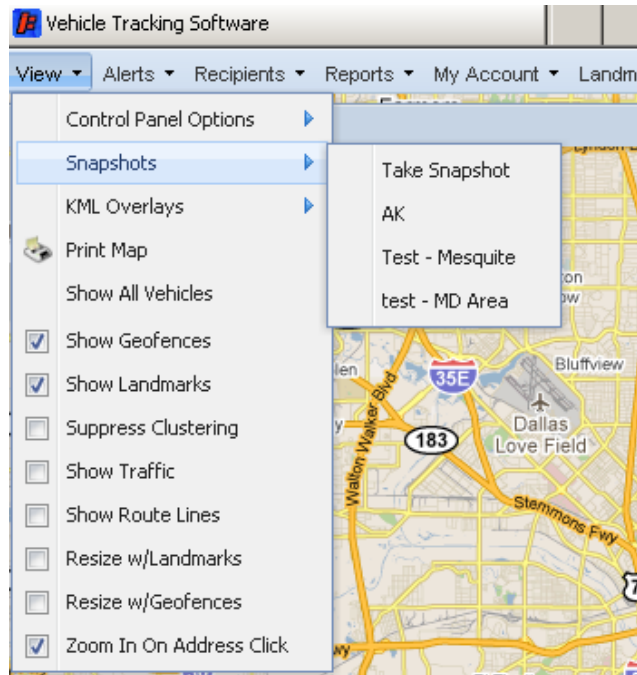 Vehicle Tracking Software
View Alerts Recipients Reports My Account
Control Panel Options
Snapshots
Take Snapshot
KML Overlays
AK
Print Map
Test - Mesquite
Show All Vehicles
test - MD Area
Show Geofences
Show Landmarks
Bluffview
35E
Suppress Clustering
183
Dallas
Love Field
Walton Walker Blvd
Show Traffic
Show Route Lines
Stemmons Fwy
Resize w/Landmarks
Resize w/Geofences
Zoom In On Address Click